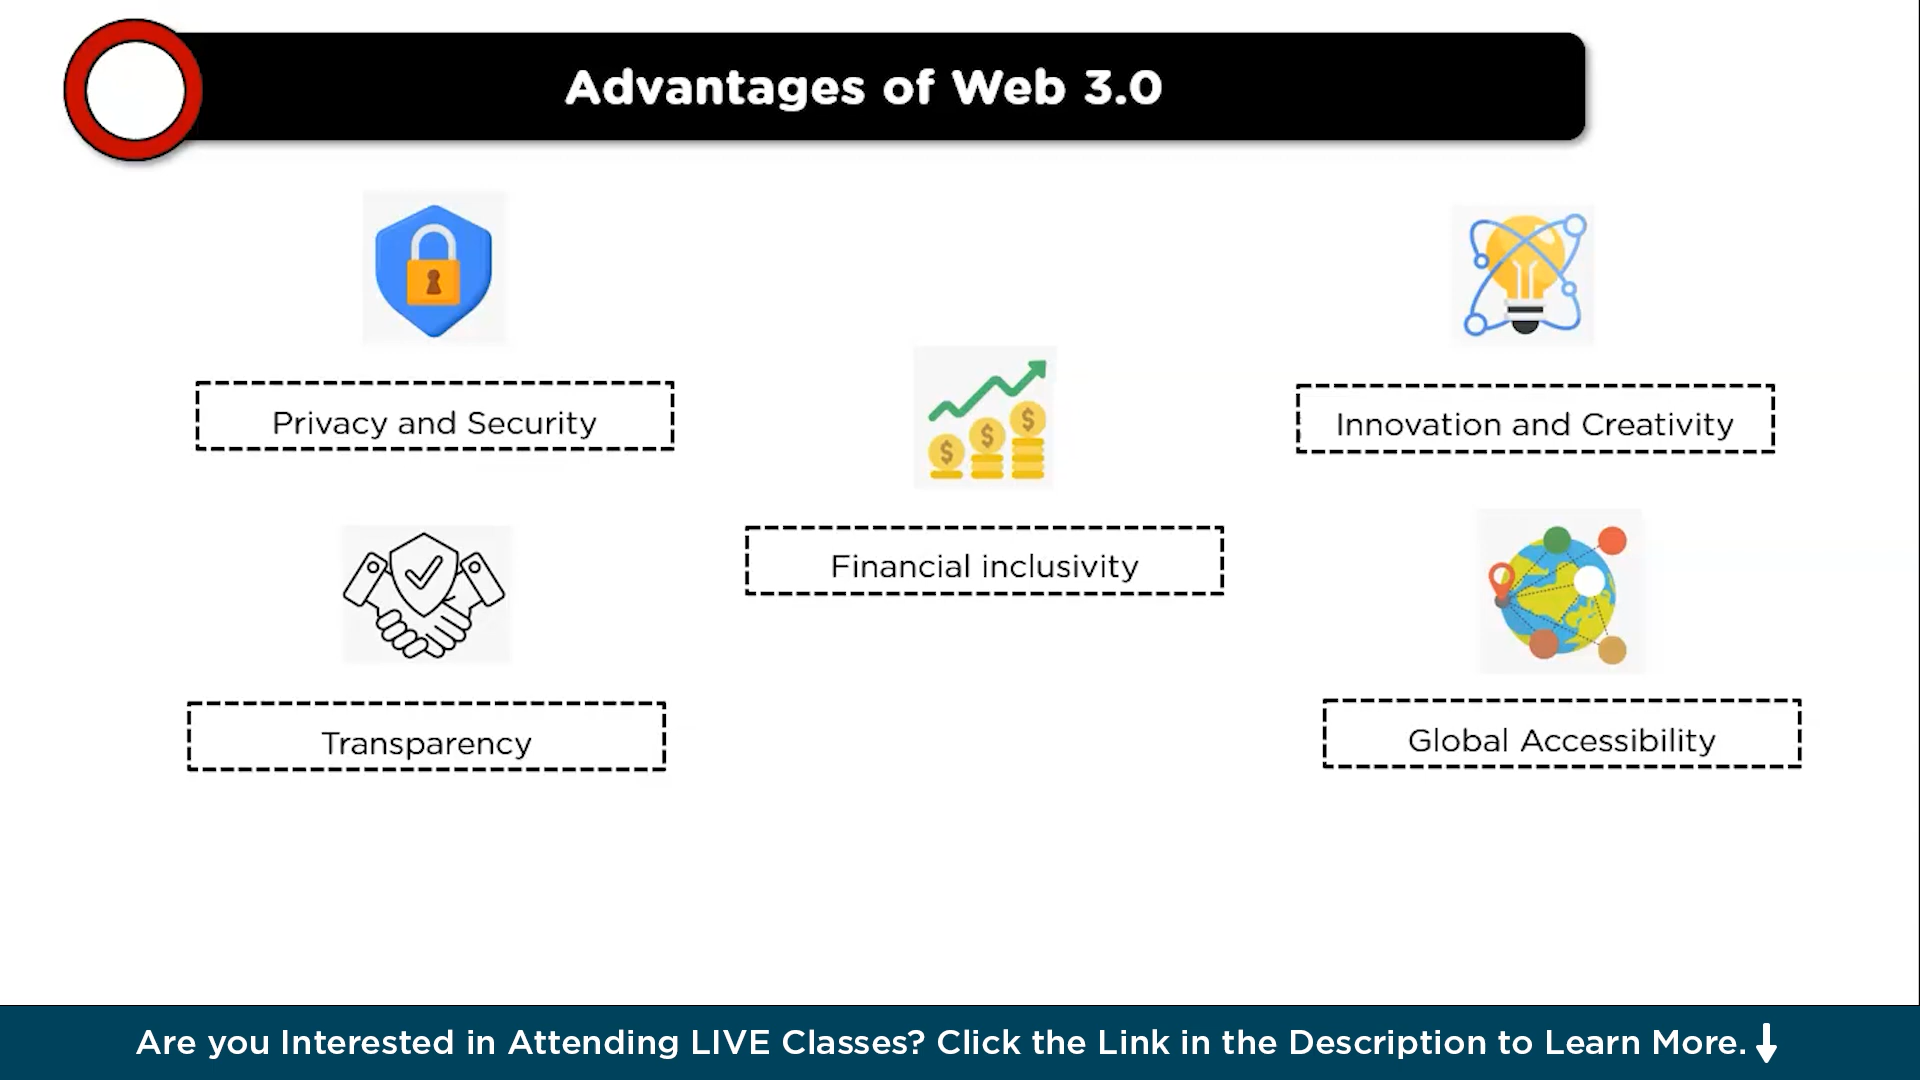 Advantages of Web 3.0
Privacy and Security
Innovation and Creativity
Financial inclusivity
Transparency
Global Accessibility
Are you Interested in Attending LIVE Classes? Click the Link in the Description to Learn More.